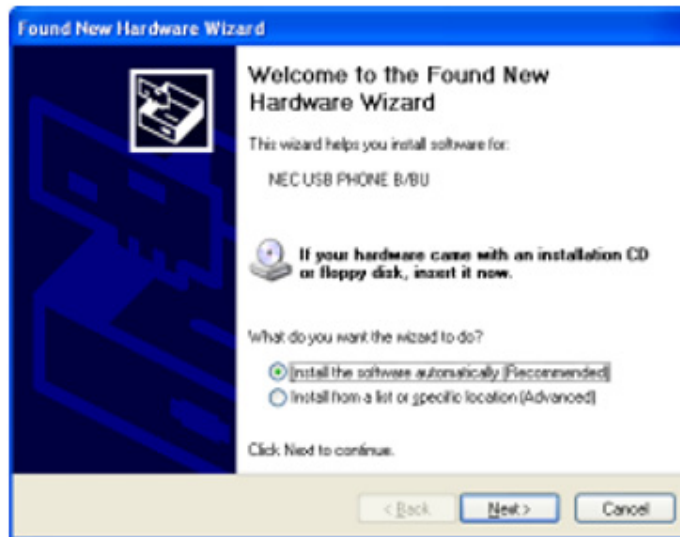 Found New Hardware Wizard
Welcome to the Found New
Hardware Wizard
This wizard helps you install software for:
NEC USB PHONE B/BU
If your hardware came with an installation CD
or floppy disk, insert it now.
What do you want the wizard to do?
Install the software automatically (Recommended)
Install from a list or specific location (Advanced)
Click Next to continue.
< Back
Next >
Cancel